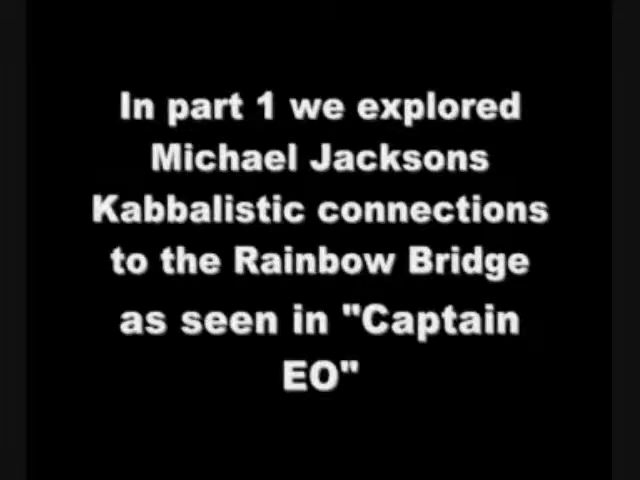 In part 1 we explored
Michael Jacksons
Kabbalistic connections
to the Rainbow Bridge
as seen in "Captain
EO"